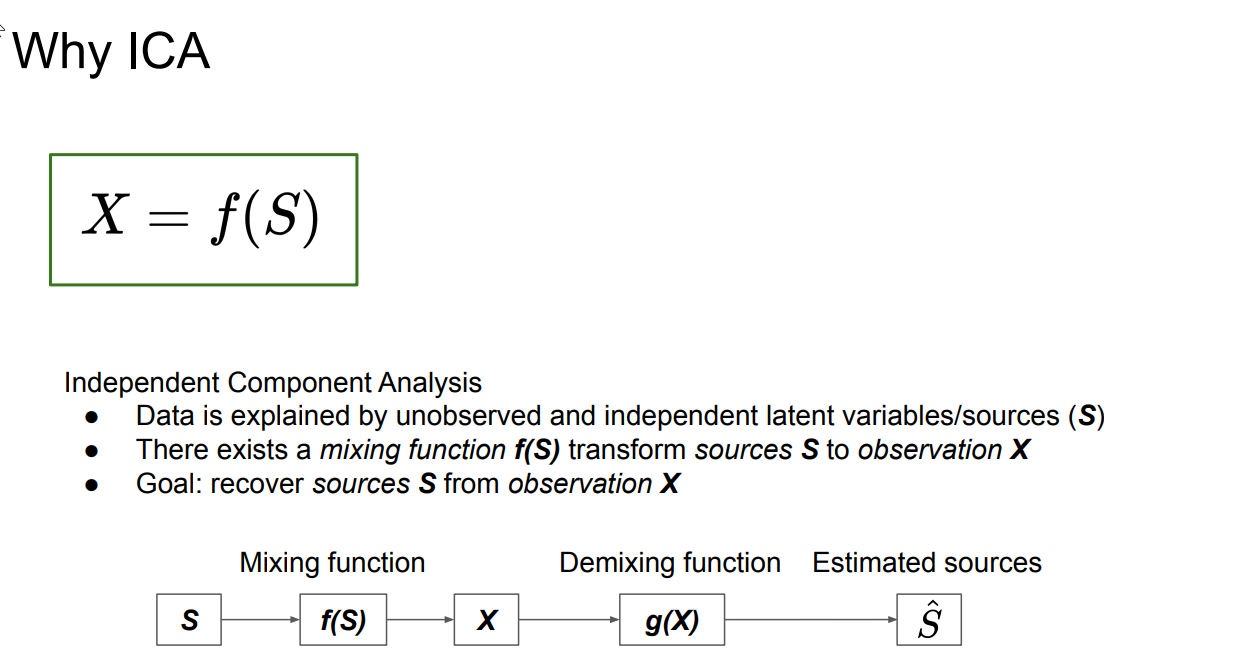 Why ICA
X = f(S)
Independent Component Analysis
● Data is explained by unobserved and independent latent variables/sources (S)
● There exists a mixing function f(S) transform sources S to observation X
● Goal: recover sources S from observation X
Mixing function Demixing function Estimated sources
S f(S) X g(X) Ŝ